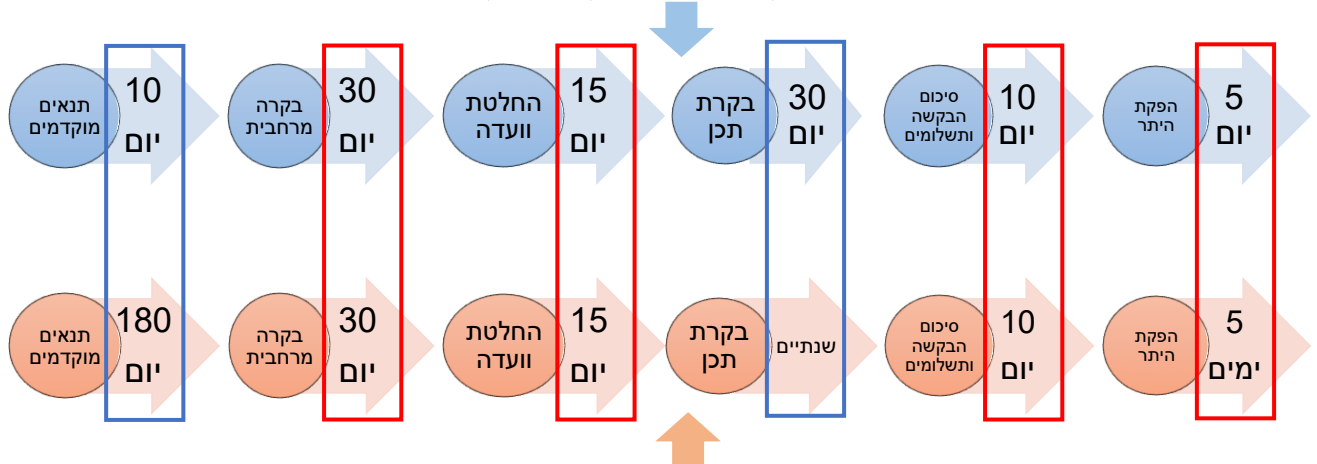 תנאים
מוקדמים
10
יום
בקרה
מרחבית
30
יום
החלטת
וועדה
15
יום
בקרת
תכן
30
יום
סיכום
הבקשה
ותשלומים
10
יום
הפקת
היתר
5
יום
תנאים
מוקדמים
180
יום
בקרה
מרחבית
30
יום
החלטת
וועדה
15
יום
בקרת
תכן
שנתיים
סיכום
הבקשה
ותשלומים
10
יום
הפקת
היתר
5
ימים